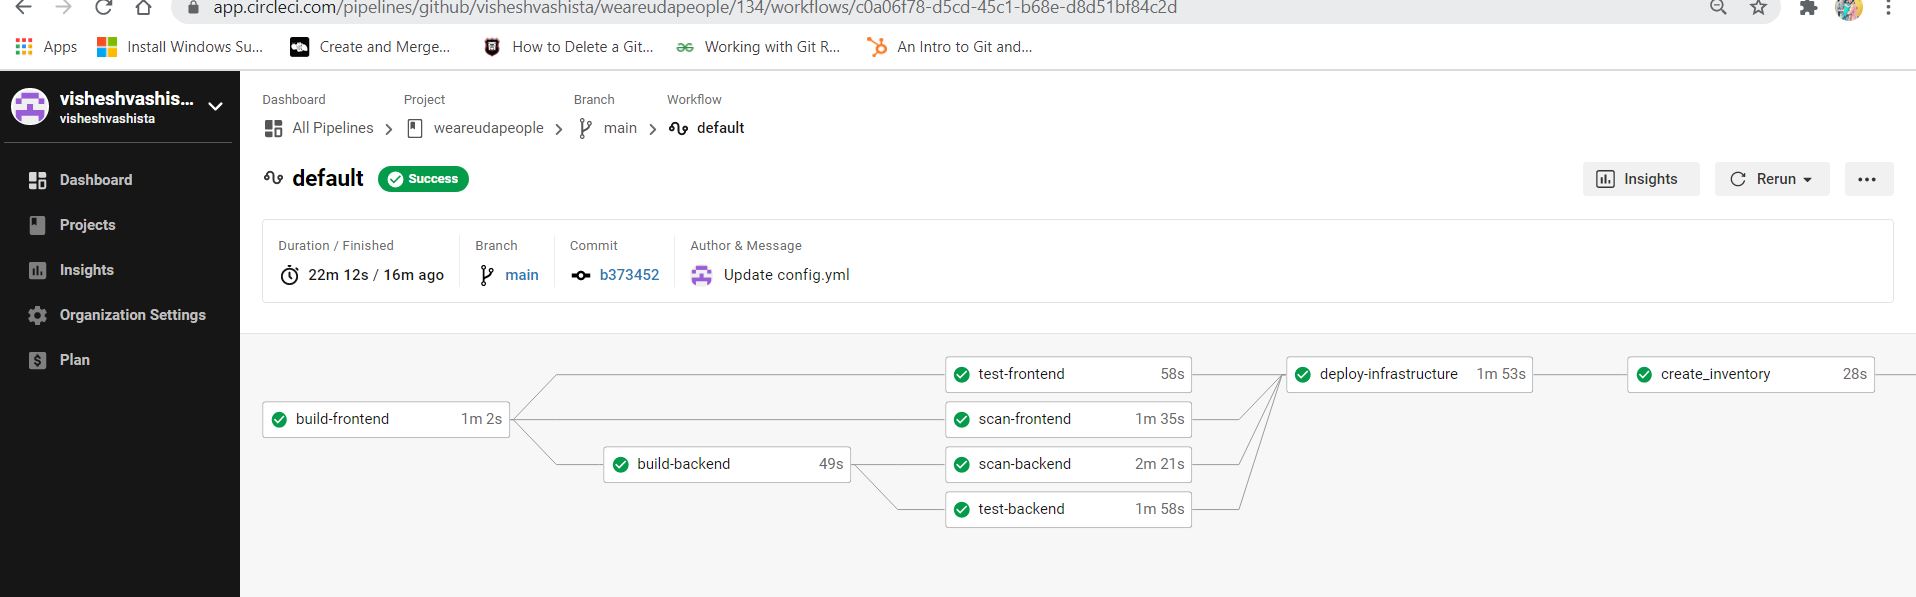 app.circleci.com/pipelines/github/visheshvashista/weareudapeople/134/workflows/c0a06f78-d5cd-45c1-b68e-d8d51bf84c2d
Apps Install Windows Su... Create and Merge... How to Delete a Git... Working with Git R... An Intro to Git and...
visheshvashis...
visheshvashista
Dashboard
Projects
Insights
Organization Settings
Plan
Dashboard Project Branch Workflow
All Pipelines weareudapeople main default
default Success Insights Rerun
Duration / Finished Branch Commit Author & Message
22m 12s / 16m ago main b373452 Update config.yml
test-frontend 58s deploy-infrastructure 1m 53s create_inventory 28s
build-frontend 1m 2s scan-frontend 1m 35s
build-backend 49s scan-backend 2m 21s
test-backend 1m 58s